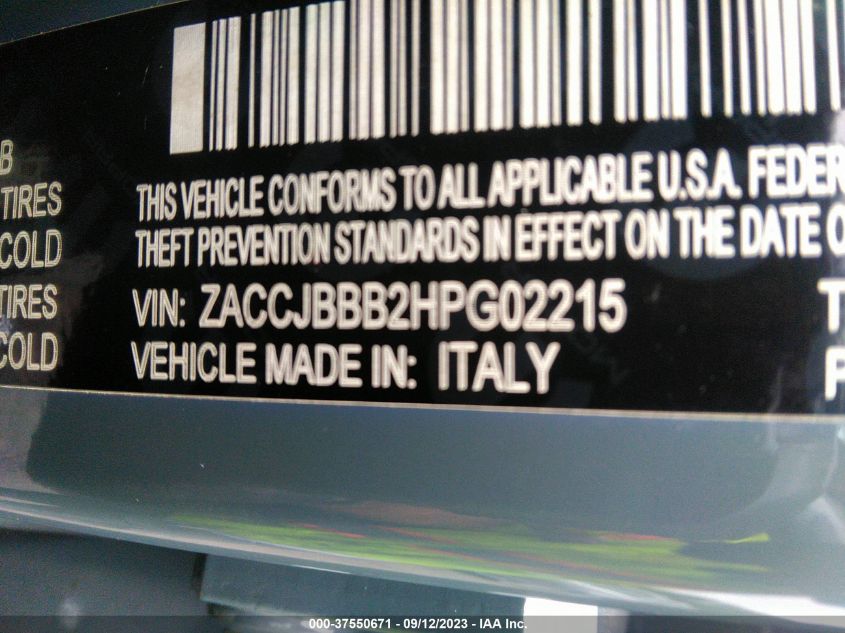 B
TIRES
COLD
TIRES
COLD
THIS VEHICLE CONFORMS TO ALL APPLICABLE U.S.A. FEDER
THEFT PREVENTION STANDARDS IN EFFECT ON THE DATE O
VIN: ZACCJBBB2HPG02215
VEHICLE MADE IN: ITALY
T
P
000-37550671 - 09/12/2023 - IAA Inc.